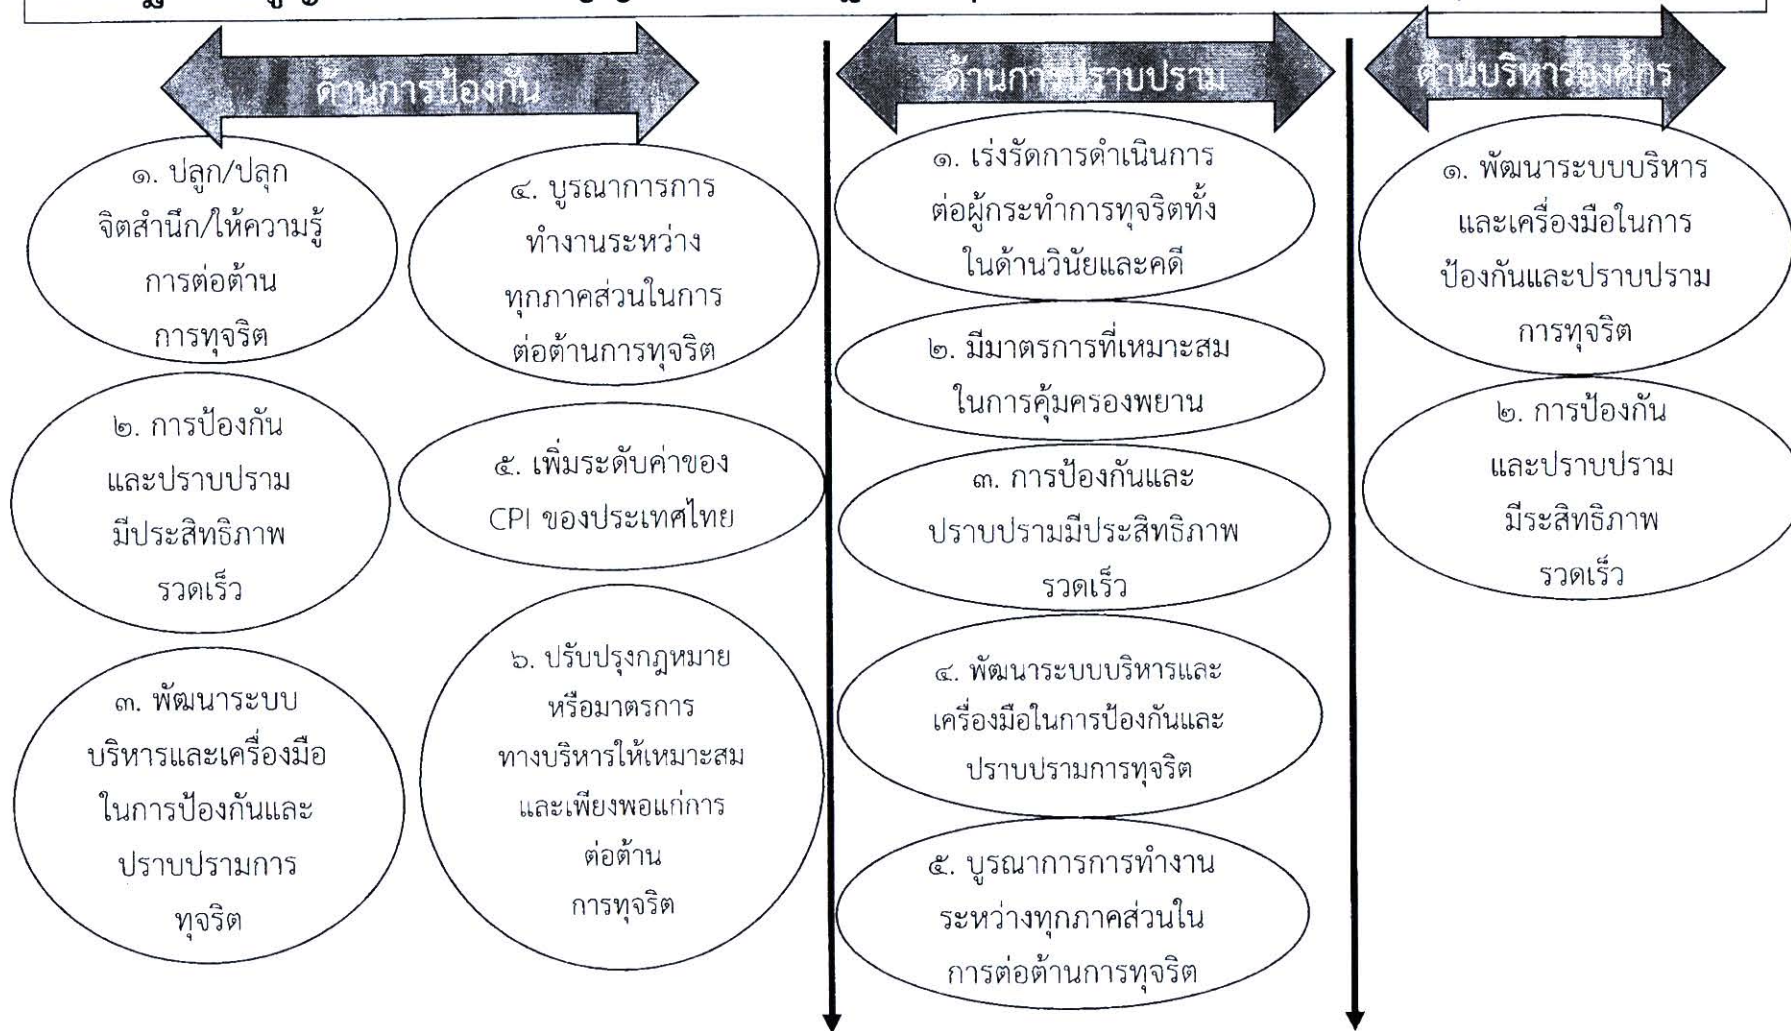 ด้านการป้องกัน
๑. ปลูก/ปลุก
จิตสำนึก/ให้ความรู้
การต่อต้าน
การทุจริต
๒. การป้องกัน
และปราบปราม
มีประสิทธิภาพ
รวดเร็ว
๓. พัฒนาระบบ
บริหารและเครื่องมือ
ในการป้องกันและ
ปราบปรามการ
ทุจริต
๔. บูรณาการการ
ทำงานระหว่าง
ทุกภาคส่วนในการ
ต่อต้านการทุจริต
๕. เพิ่มระดับค่าของ
CPI ของประเทศไทย
๖. ปรับปรุงกฎหมาย
หรือมาตรการ
ทางบริหารให้เหมาะสม
และเพียงพอแก่การ
ต่อต้าน
การทุจริต
ด้านการปราบปราม
๑. เร่งรัดการดำเนินการ
ต่อผู้กระทำการทุจริตทั้ง
ในด้านวินัยและคดี
๒. มีมาตรการที่เหมาะสม
ในการคุ้มครองพยาน
๓. การป้องกันและ
ปราบปรามมีประสิทธิภาพ
รวดเร็ว
๔. พัฒนาระบบบริหารและ
เครื่องมือในการป้องกันและ
ปราบปรามการทุจริต
๕. บูรณาการการทำงาน
ระหว่างทุกภาคส่วนใน
การต่อต้านการทุจริต
ด้านบริหารองค์กร
๑. พัฒนาระบบบริหาร
และเครื่องมือในการ
ป้องกันและปราบปราม
การทุจริต
๒. การป้องกัน
และปราบปราม
มีระสิทธิภาพ
รวดเร็ว